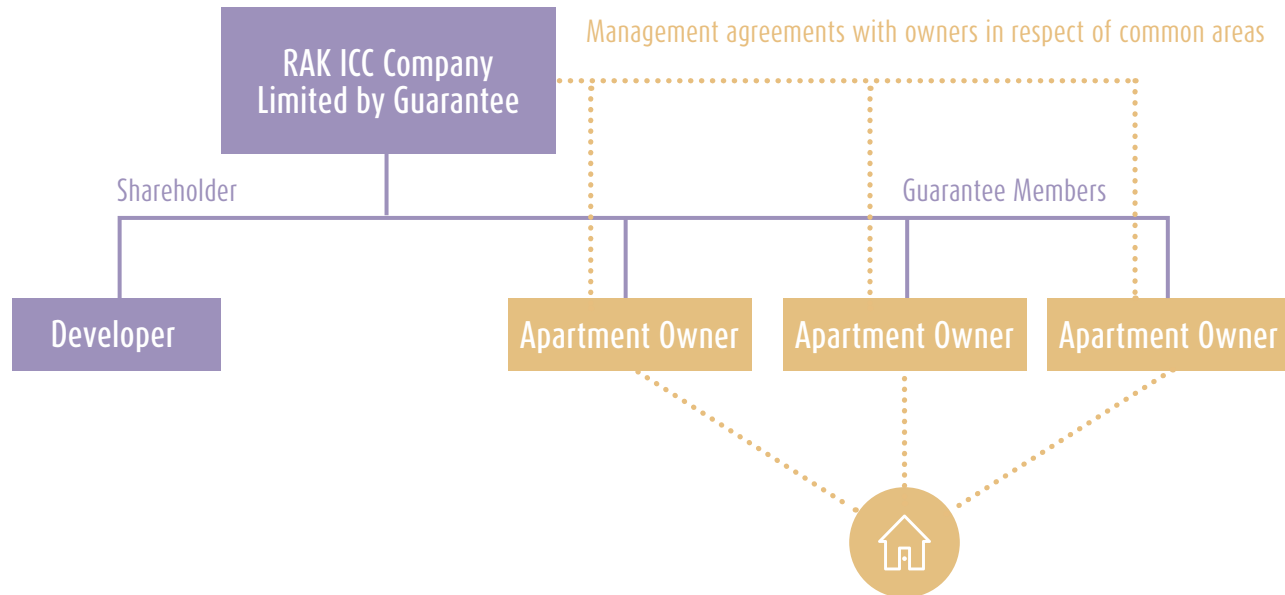 Management agreements with owners in respect of common areas
RAK ICC Company
Limited by Guarantee
Shareholder
Guarantee Members
Developer
Apartment Owner
Apartment Owner
Apartment Owner